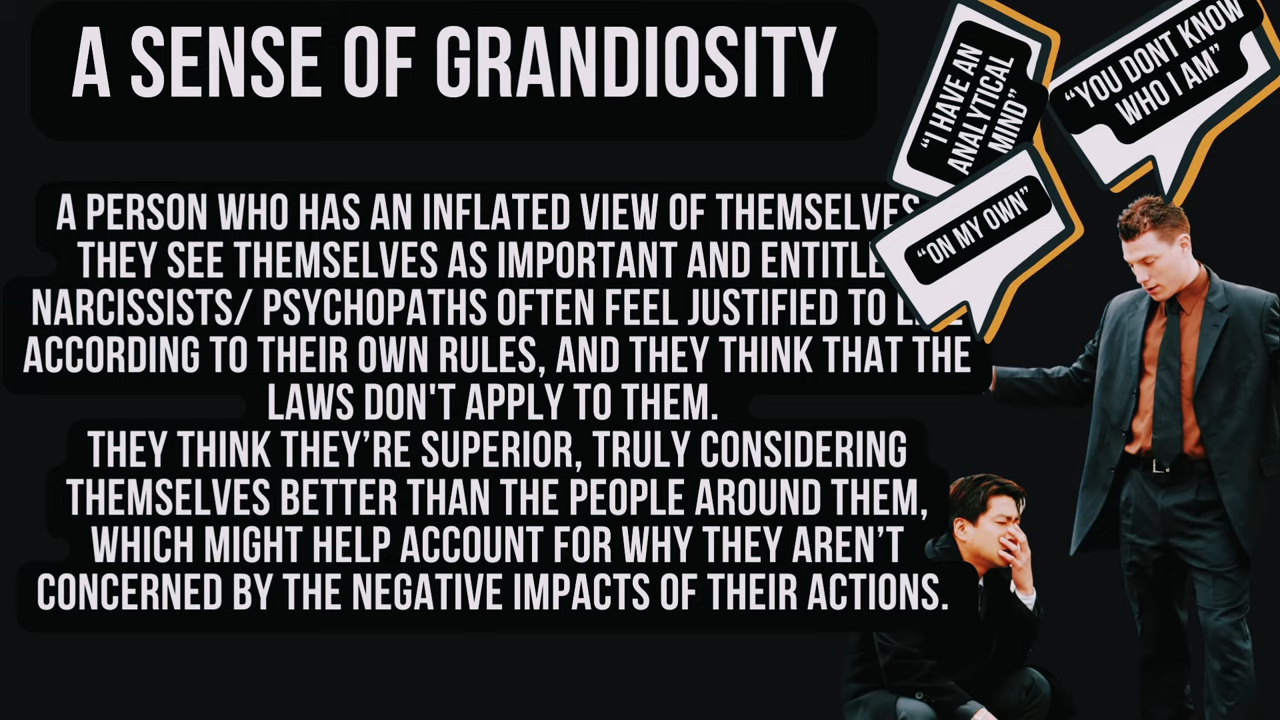 A SENSE OF GRANDIOSITY
"I HAVE AN
ANALYTICAL
MIND"
"YOU DONT KNOW
WHO I AM"
"ON MY OWN"
A PERSON WHO HAS AN INFLATED VIEW OF THEMSELVES
THEY SEE THEMSELVES AS IMPORTANT AND
NARCISSISTS/ PSYCHOPATHS OFTEN FEEL JUSTIFIED TO
ACCORDING TO THEIR OWN RULES, AND THEY THINK THAT THE
LAWS DON'T APPLY TO THEM.
THEY THINK THEY’RE SUPERIOR, TRULY CONSIDERING
THEMSELVES BETTER THAN THE PEOPLE AROUND THEM,
WHICH MIGHT HELP ACCOUNT FOR WHY THEY AREN’T
CONCERNED BY THE NEGATIVE IMPACTS OF THEIR ACTIONS.